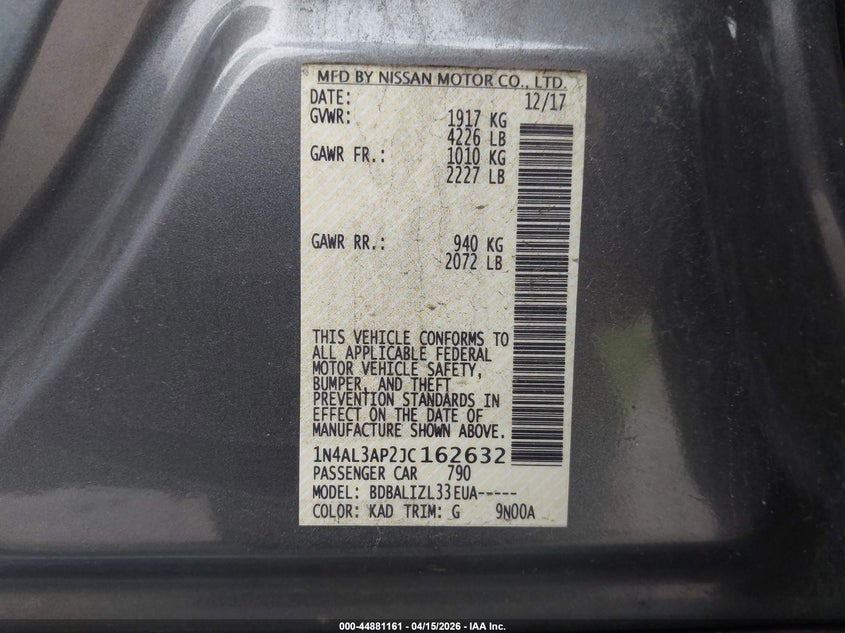 MFD BY NISSAN MOTOR CO., LTD.
DATE: 12/17
GVWR: 1917 KG
4226 LB
GAWR FR.: 1010 KG
2227 LB
GAWR RR.: 940 KG
2072 LB
THIS VEHICLE CONFORMS TO
ALL APPLICABLE FEDERAL
MOTOR VEHICLE SAFETY,
BUMPER, AND THEFT
PREVENTION STANDARDS IN
EFFECT ON THE DATE OF
MANUFACTURE SHOWN ABOVE.
1N4AL3AP2JC162632
PASSENGER CAR 790
MODEL: BDBALIZL33EUA-----
COLOR: KAD TRIM: G 9N00A
000-44881161 - 04/15/2026 - IAA Inc.